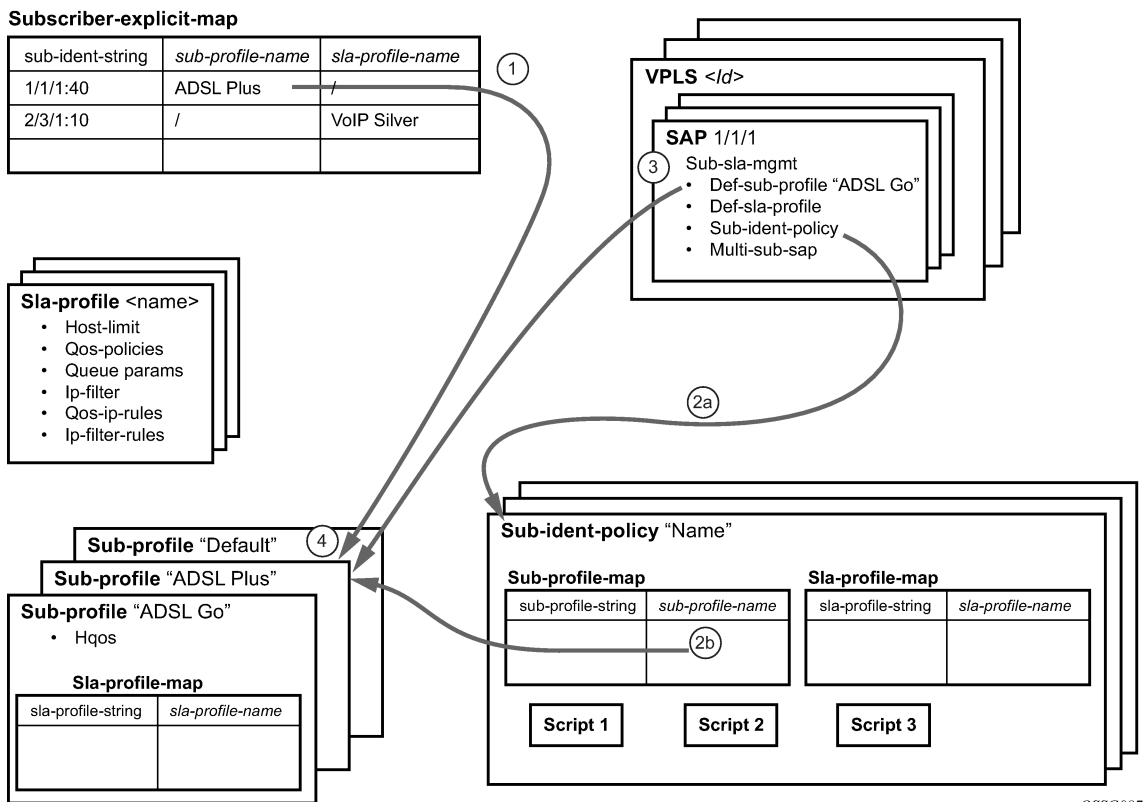 Subscriber-explicit-map
sub-ident-string sub-profile-name sla-profile-name
1/1/1:40 ADSL Plus /
2/3/1:10 / VoIP Silver
1
VPLS <Id>
SAP 1/1/1
3
Sub-sla-mgmt
• Def-sub-profile “ADSL Go”
• Def-sla-profile
• Sub-ident-policy
• Multi-sub-sap
Sla-profile <name>
• Host-limit
• Qos-policies
• Queue params
• Ip-filter
• Qos-ip-rules
• Ip-filter-rules
2a
Sub-profile “Default”
4
Sub-profile “ADSL Plus”
Sub-profile “ADSL Go”
• Hqos
Sla-profile-map
sla-profile-string sla-profile-name
Sub-ident-policy “Name”
Sub-profile-map
sub-profile-string sub-profile-name
2b
Sla-profile-map
sla-profile-string sla-profile-name
Script 1
Script 2
Script 3